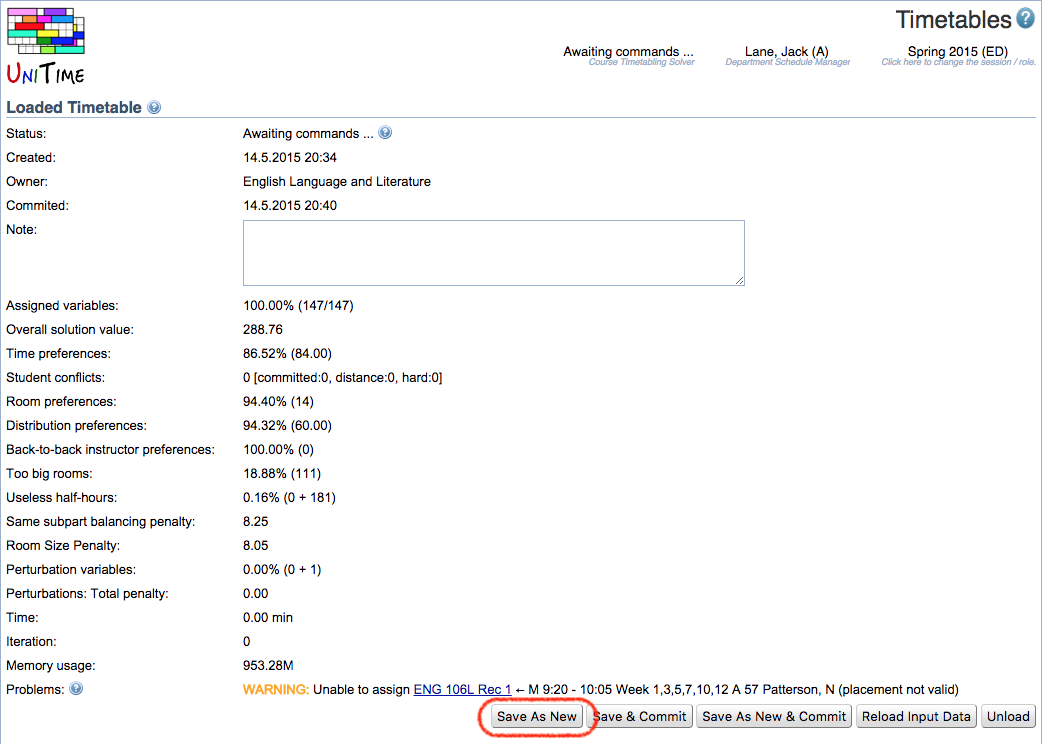 Timetables
UNITIME
Awaiting commands ... Lane, Jack (A) Spring 2015 (ED)
Course Timetabling Solver Department Schedule Manager Click here to change the session / role.
Loaded Timetable
Status: Awaiting commands ...
Created: 14.5.2015 20:34
Owner: English Language and Literature
Commited: 14.5.2015 20:40
Note:
Assigned variables: 100.00% (147/147)
Overall solution value: 288.76
Time preferences: 86.52% (84.00)
Student conflicts: 0 [committed:0, distance:0, hard:0]
Room preferences: 94.40% (14)
Distribution preferences: 94.32% (60.00)
Back-to-back instructor preferences: 100.00% (0)
Too big rooms: 18.88% (111)
Useless half-hours: 0.16% (0 + 181)
Same subpart balancing penalty: 8.25
Room Size Penalty: 8.05
Perturbation variables: 0.00% (0 + 1)
Perturbations: Total penalty: 0.00
Time: 0.00 min
Iteration: 0
Memory usage: 953.28M
Problems: WARNING: Unable to assign ENG 106L Rec 1 ← M 9:20 - 10:05 Week 1,3,5,7,10,12 A 57 Patterson, N (placement not valid)
Save As New Save & Commit Save As New & Commit Reload Input Data Unload